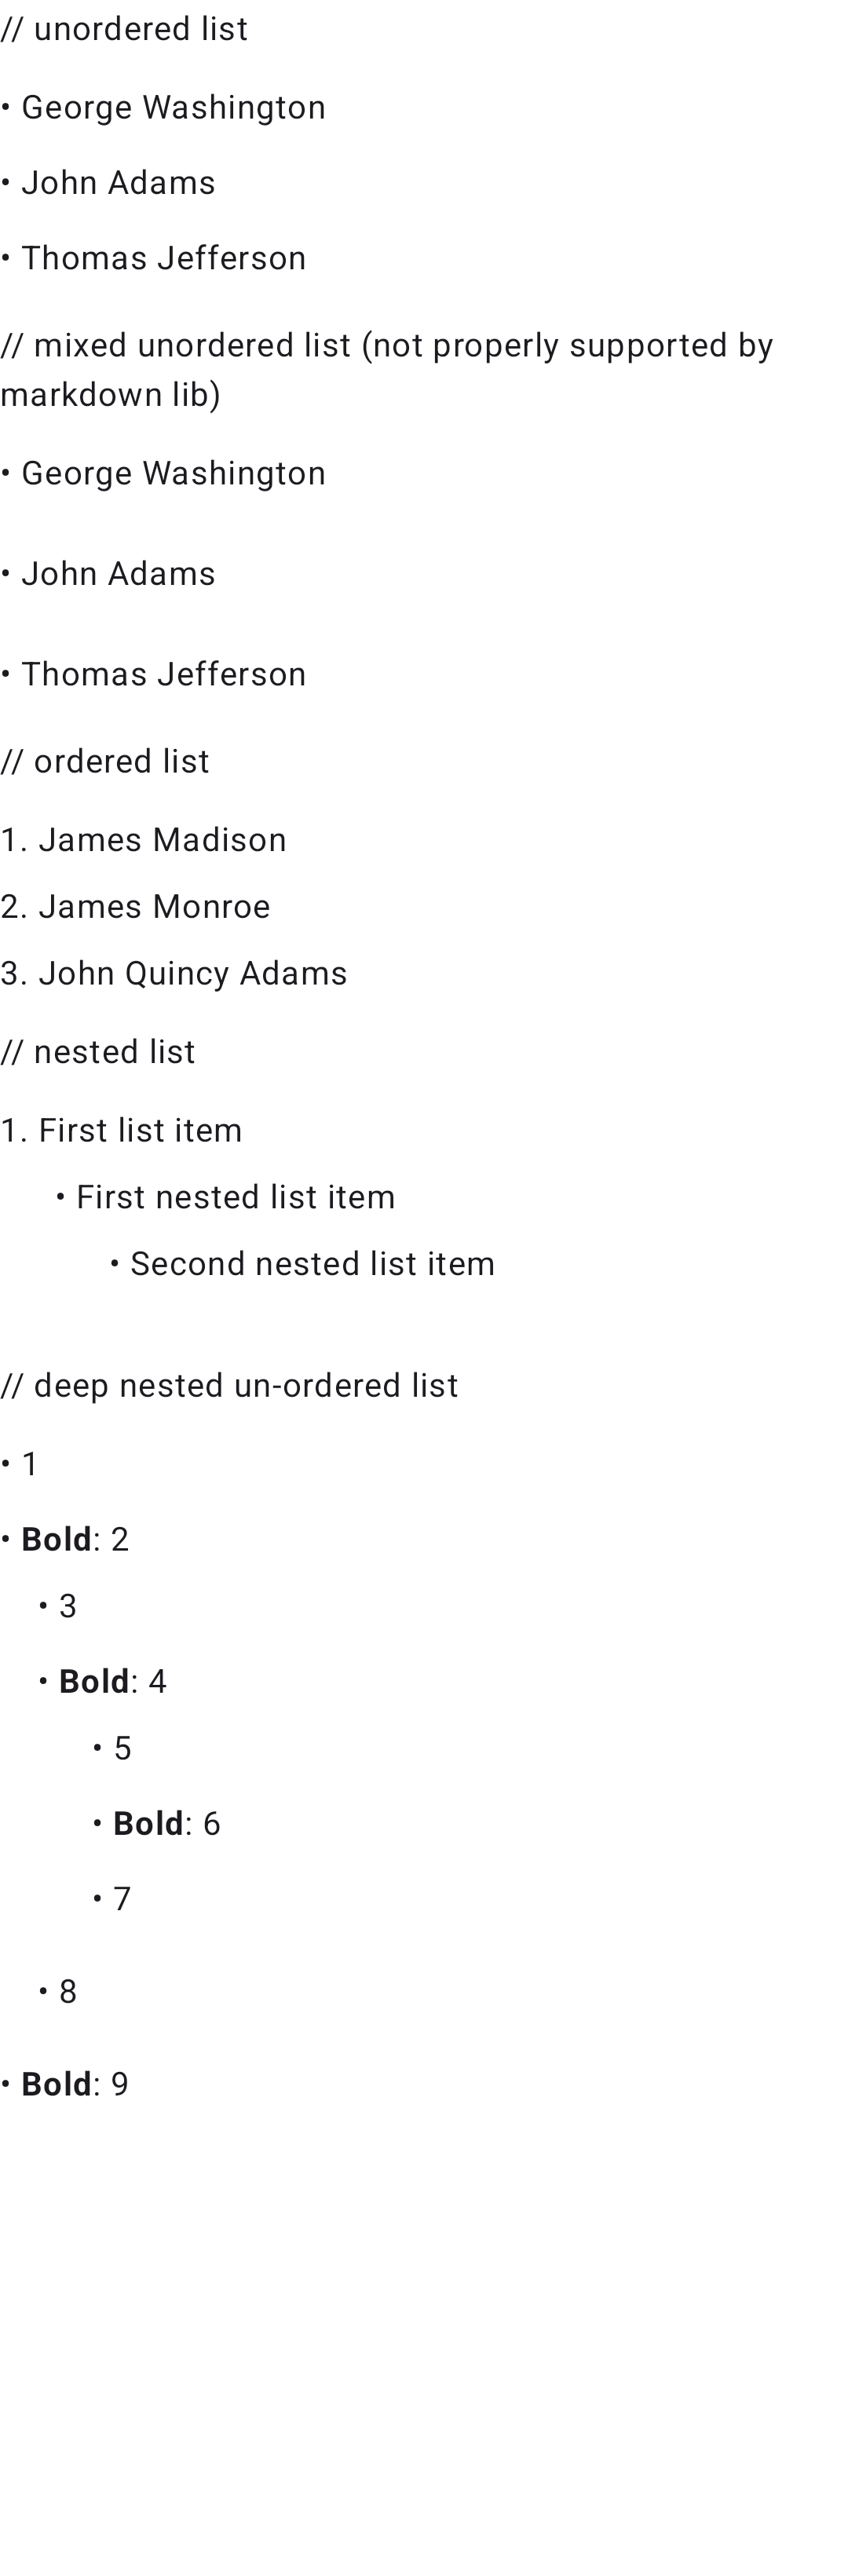 // unordered list
• George Washington
• John Adams
• Thomas Jefferson
// mixed unordered list (not properly supported by
markdown lib)
• George Washington
• John Adams
• Thomas Jefferson
// ordered list
1. James Madison
2. James Monroe
3. John Quincy Adams
// nested list
1. First list item
• First nested list item
• Second nested list item
// deep nested un-ordered list
• 1
• Bold: 2
• 3
• Bold: 4
• 5
• Bold: 6
• 7
• 8
• Bold: 9